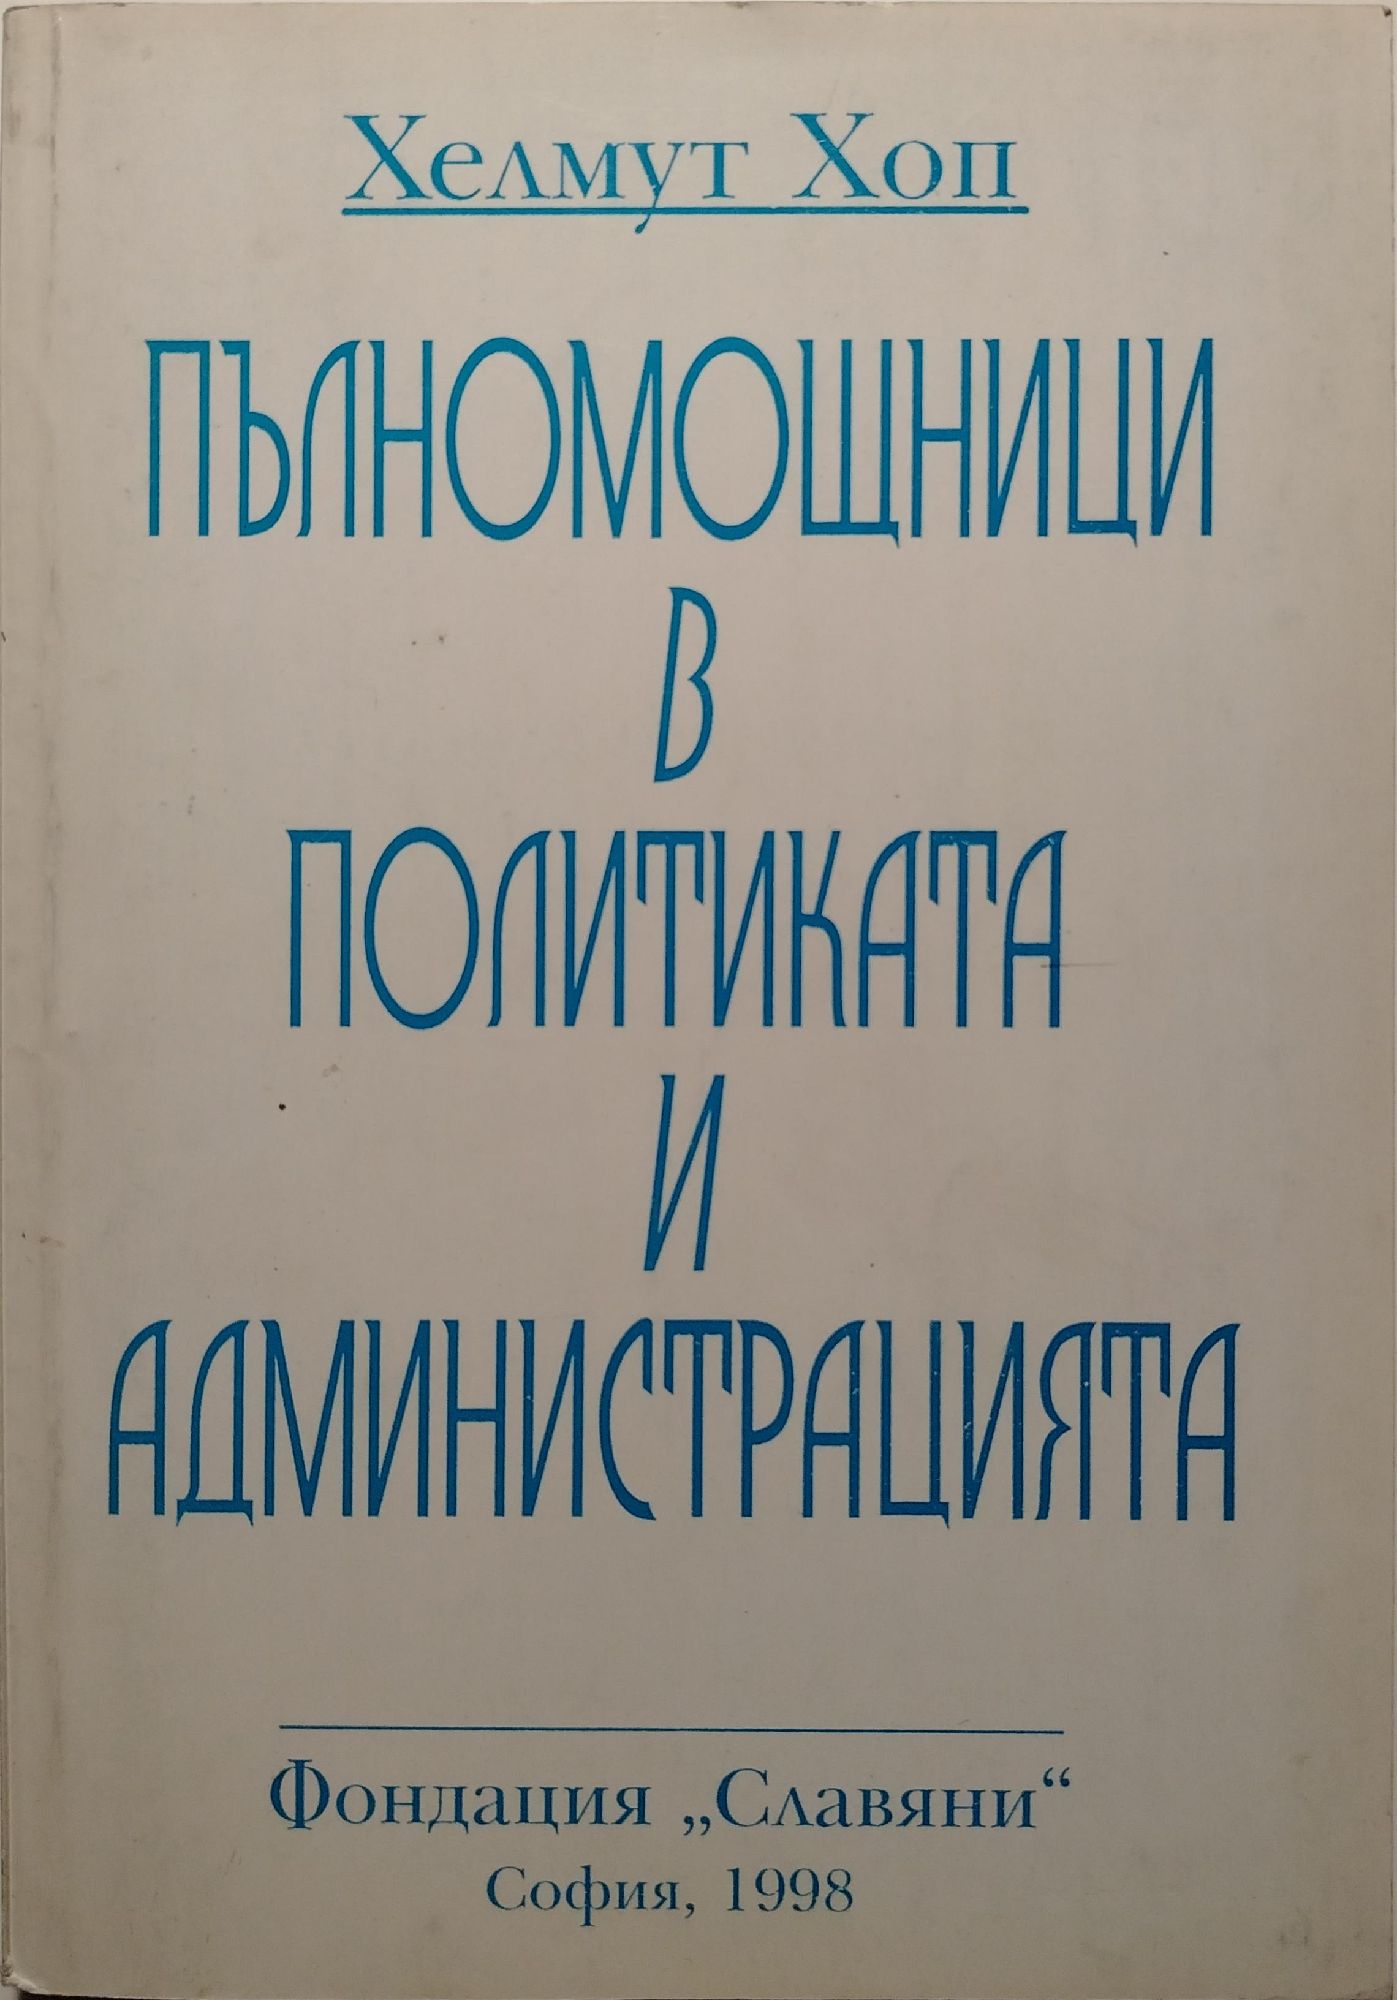 Хелмут Хоп
ПЪЛНОМОЩНИЦИ
В
ПОЛИТИКАТА
И
АДМИНИСТРАЦИЯТА
Фондация „Славяни“
София, 1998